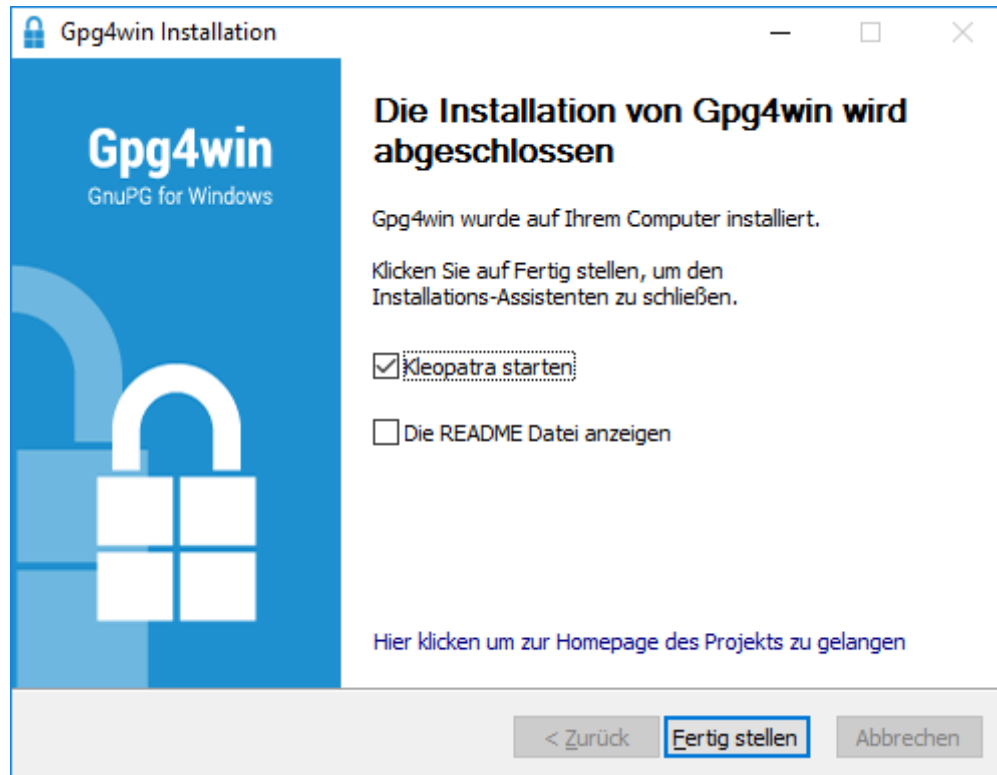 Gpg4win Installation
Gpg4win
GnuPG for Windows
Die Installation von Gpg4win wird
abgeschlossen
Gpg4win wurde auf Ihrem Computer installiert.
Klicken Sie auf Fertig stellen, um den
Installations-Assistenten zu schließen.
Kleopatra starten
Die README Datei anzeigen
Hier klicken um zur Homepage des Projekts zu gelangen
< Zurück Fertig stellen Abbrechen